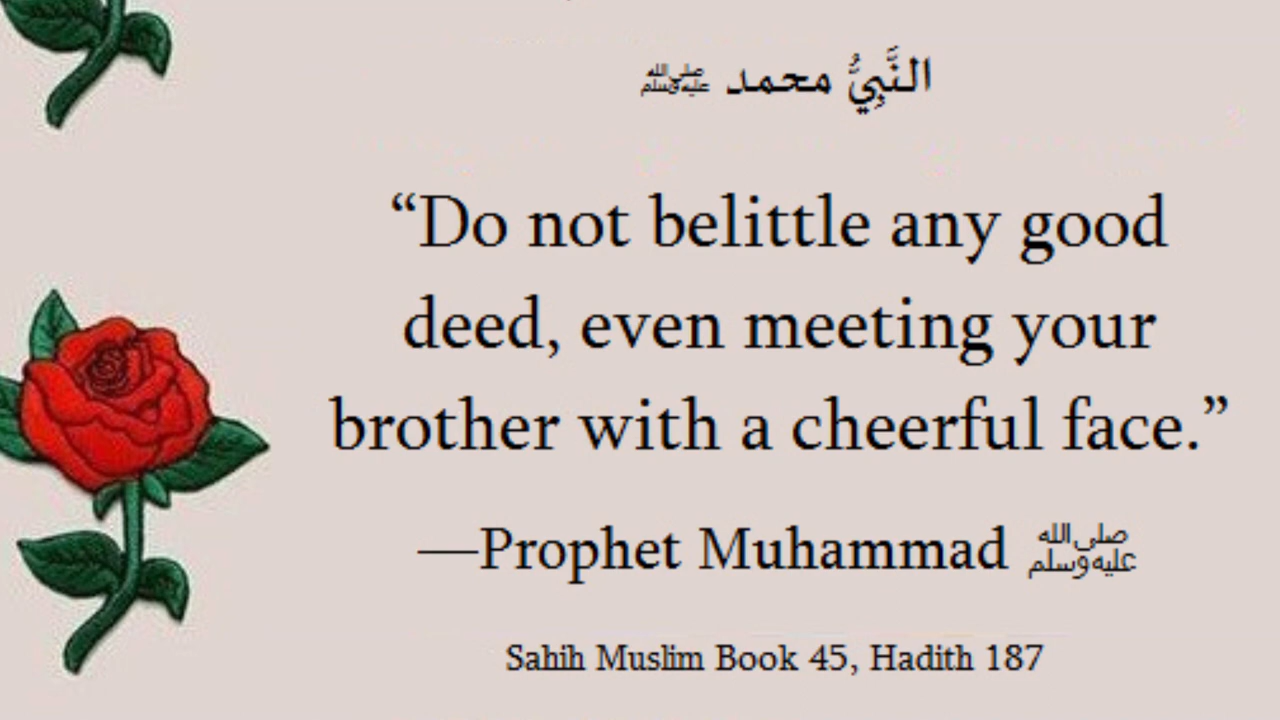 النَّبِيُّ محمد ﷺ
“Do not belittle any good
deed, even meeting your
brother with a cheerful face.”
—Prophet Muhammad ﷺ
Sahih Muslim Book 45, Hadith 187